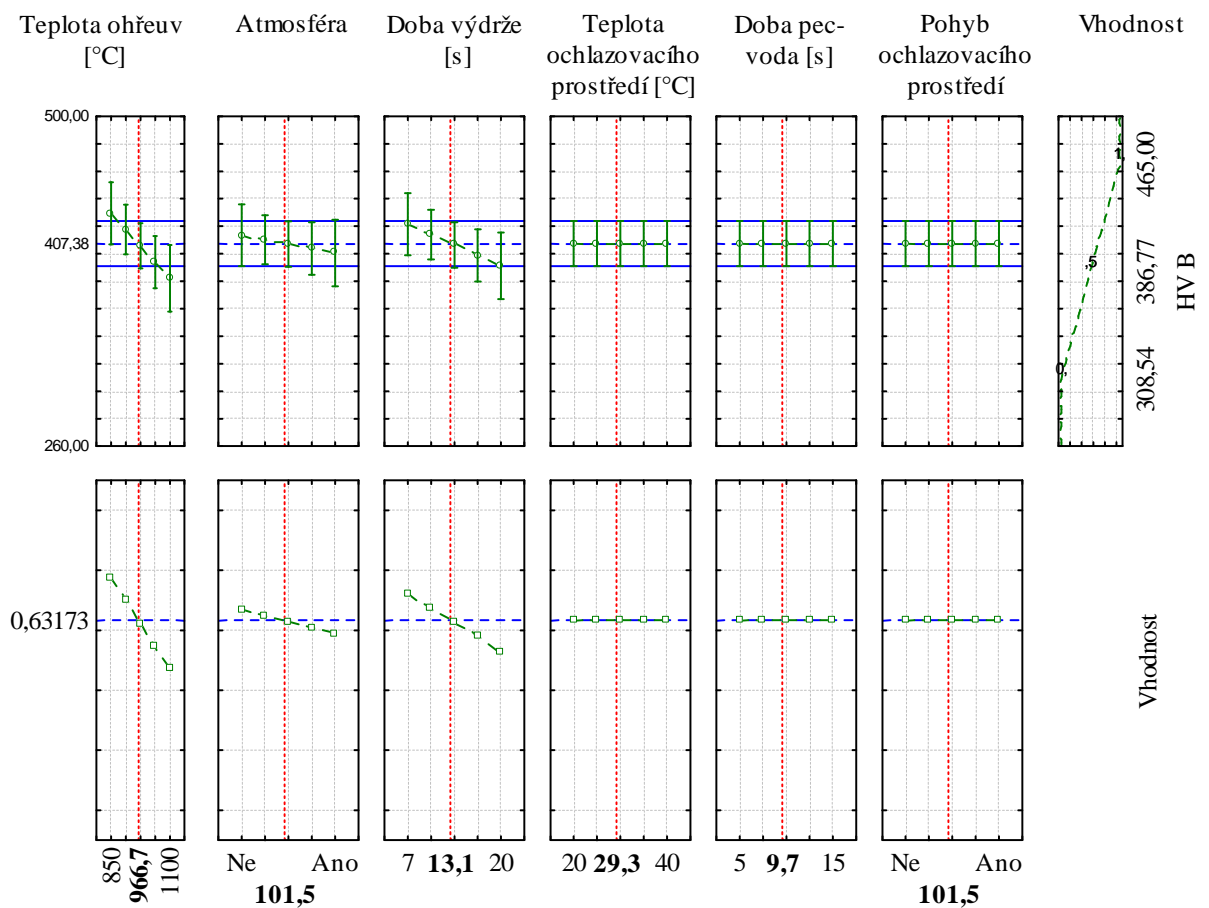 Teplota ohřeuv
[°C]
Atmosféra
Doba výdrže
[s]
Teplota
ochlazovacího
prostředí [°C]
Doba pec-
voda [s]
Pohyb
ochlazovacího
prostředí
Vhodnost
500,00
407,38
260,00
1,
,5
0,
465,00
386,77
308,54
HV B
0,63173
Vhodnost
850
966,7
1100
Ne
Ano
101,5
7
13,1
20
20
29,3
40
5
9,7
15
Ne
Ano
101,5